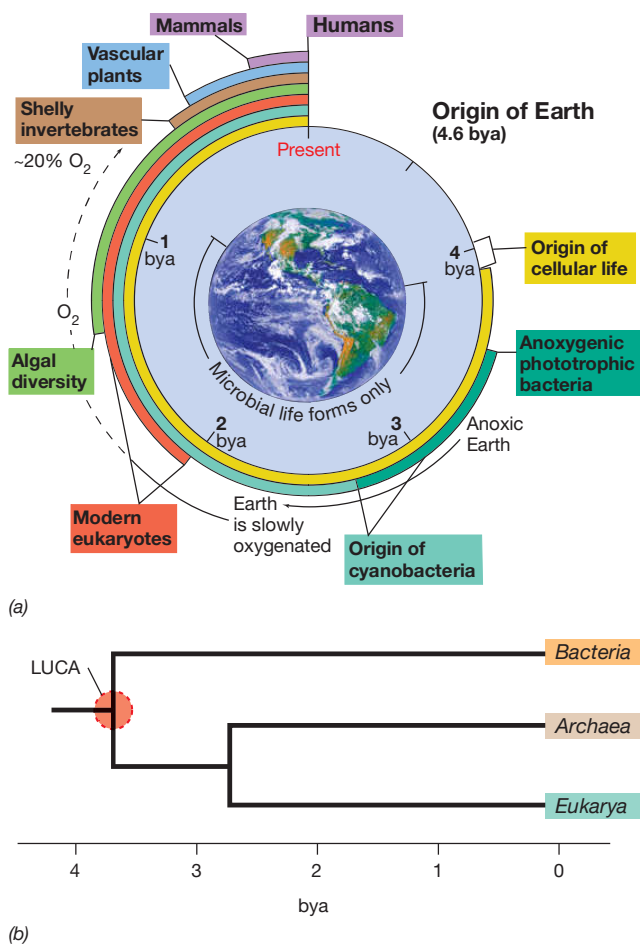 Mammals
Humans
Vascular
plants
Shelly
invertebrates
~20% O2
Origin of Earth
(4.6 bya)
Present
1
bya
4
bya
Origin of
cellular life
O2
Algal
diversity
Microbial life forms only
Anoxygenic
phototrophic
bacteria
2
bya
3
bya
Anoxic
Earth
Modern
eukaryotes
Earth
is slowly
oxygenated
Origin of
cyanobacteria
(a)
LUCA
Bacteria
Archaea
Eukarya
4 3 2 1 0
bya
(b)